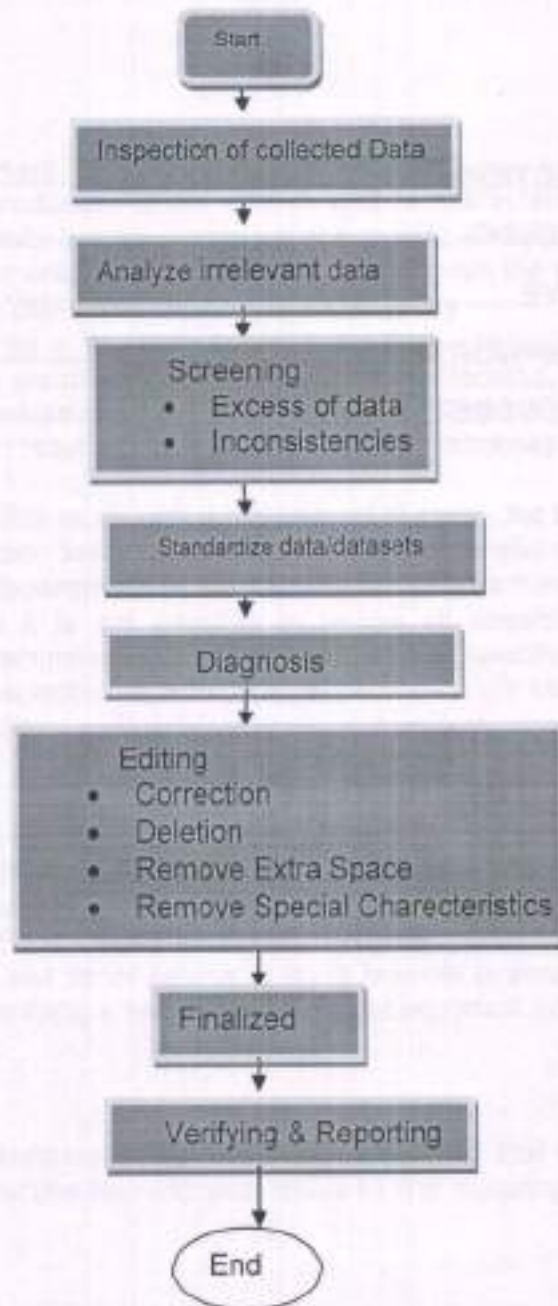 Start
Inspection of collected Data
Analyze irrelevant data
Screening
• Excess of data
• Inconsistencies
Standardize data/datasets
Diagnosis
Editing
• Correction
• Deletion
• Remove Extra Space
• Remove Special Charecteristics
Finalized
Verifying & Reporting
End